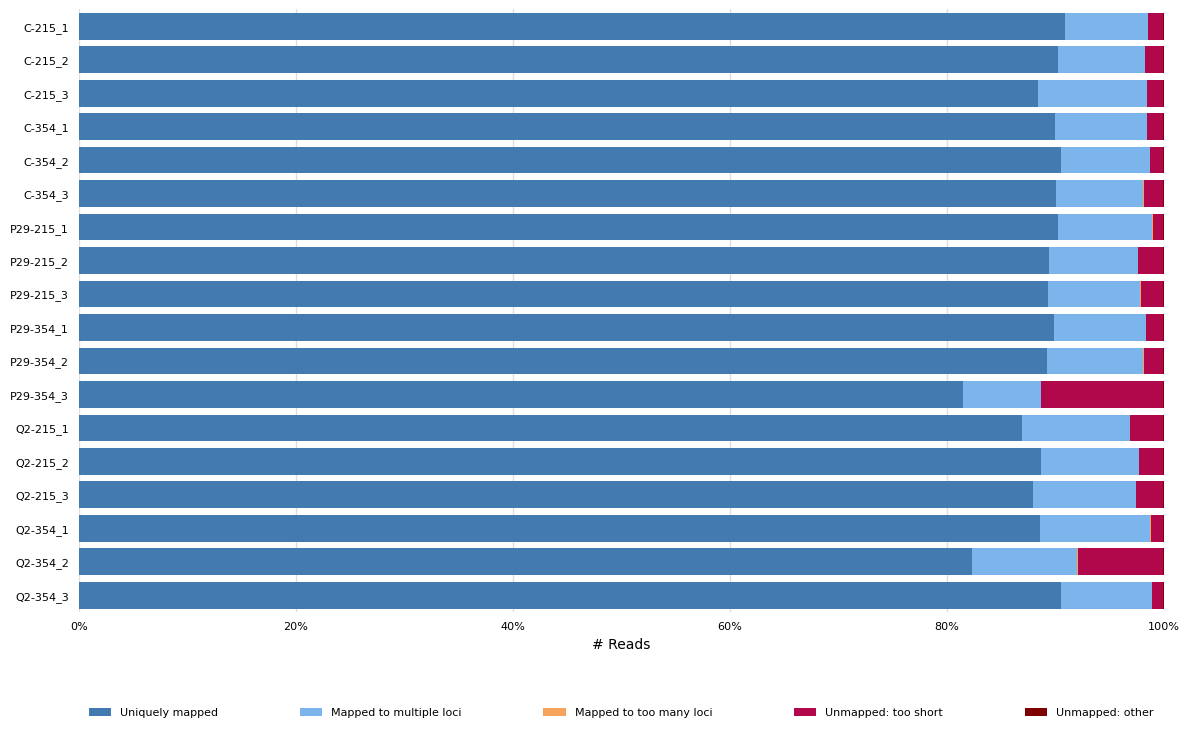 C-215_1
C-215_2
C-215_3
C-354_1
C-354_2
C-354_3
P29-215_1
P29-215_2
P29-215_3
P29-354_1
P29-354_2
P29-354_3
Q2-215_1
Q2-215_2
Q2-215_3
Q2-354_1
Q2-354_2
Q2-354_3
0% 20% 40% 60% 80% 100%
# Reads
Uniquely mapped Mapped to multiple loci Mapped to too many loci Unmapped: too short Unmapped: other